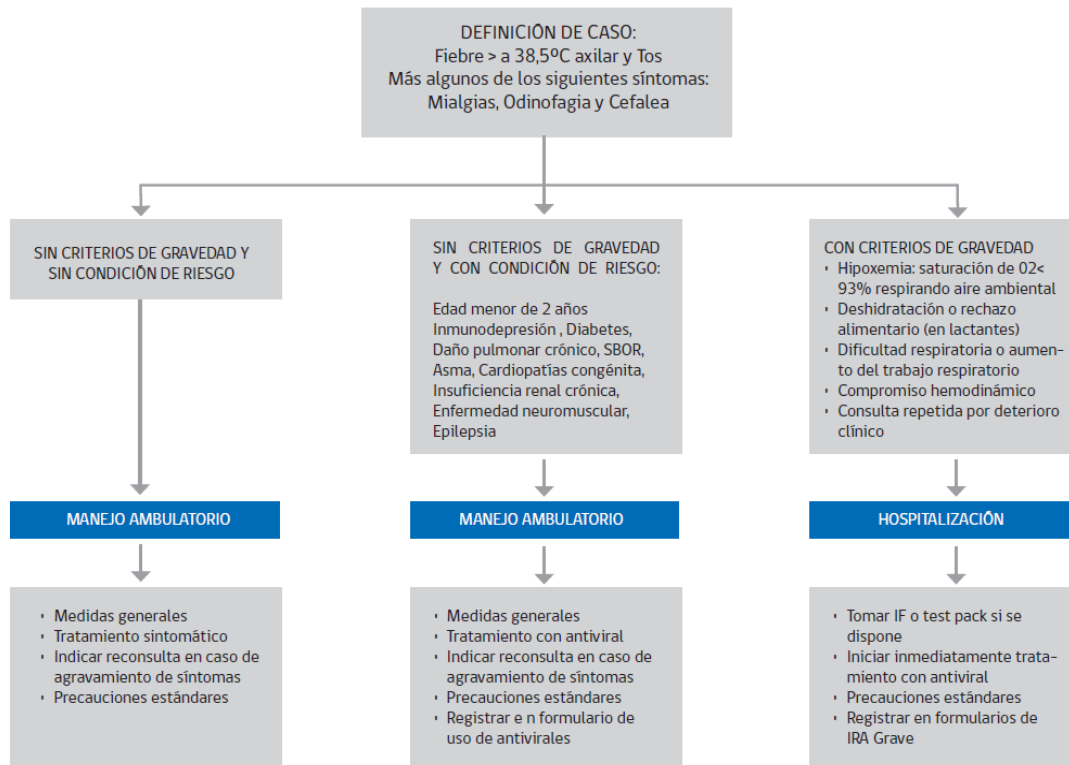 DEFINICIÓN DE CASO:
Fiebre > a 38,5ºC axilar y Tos
Más algunos de los siguientes síntomas:
Mialgias, Odinofagia y Cefalea
SIN CRITERIOS DE GRAVEDAD Y
SIN CONDICIÓN DE RIESGO
MANEJO AMBULATORIO
· Medidas generales
· Tratamiento sintomático
· Indicar reconsulta en caso de
agravamiento de síntomas
· Precauciones estándares
SIN CRITERIOS DE GRAVEDAD
Y CON CONDICIÓN DE RIESGO:
Edad menor de 2 años
Inmunodepresión , Diabetes,
Daño pulmonar crónico, SBOR,
Asma, Cardiopatías congénita,
Insuficiencia renal crónica,
Enfermedad neuromuscular,
Epilepsia
MANEJO AMBULATORIO
· Medidas generales
· Tratamiento con antiviral
· Indicar reconsulta en caso de
agravamiento de síntomas
· Precauciones estándares
· Registrar e n formulario de
uso de antivirales
CON CRITERIOS DE GRAVEDAD
· Hipoxemia: saturación de 02<
93% respirando aire ambiental
· Deshidratación o rechazo
alimentario (en lactantes)
· Dificultad respiratoria o aumen-
to del trabajo respiratorio
· Compromiso hemodinámico
· Consulta repetida por deterioro
clínico
HOSPITALIZACIÓN
· Tomar IF o test pack si se
dispone
· Iniciar inmediatamente trata-
miento con antiviral
· Precauciones estándares
· Registrar en formularios de
IRA Grave